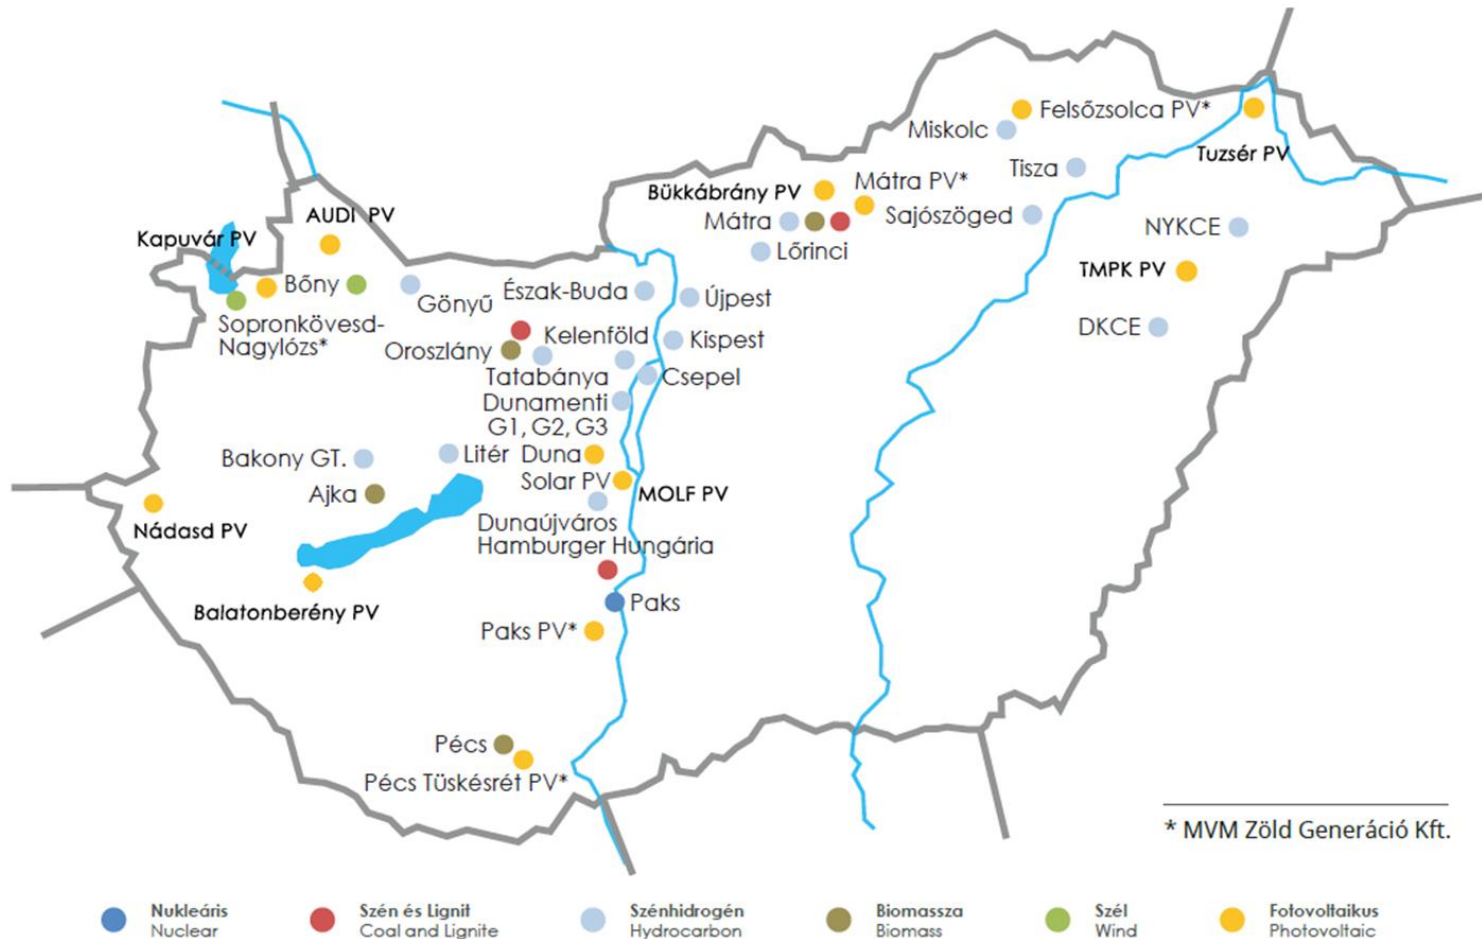 Felsőzsolca PV*
Miskolc
Tuzsér PV
Tisza
Mátra PV*
Bükkábrány PV
AUDI PV
Sajószöged
Mátra
NYKCE
Kapuvár PV
Lőrinci
TMPK PV
Bőny
Gönyű
Észak-Buda
Újpest
Sopronkövesd-
Nagylózs*
DKCE
Kelenföld
Kispest
Oroszlány
Tatabánya
Csepel
Dunamenti
G1, G2, G3
Bakony GT.
Litér
Duna
Solar PV
Ajka
MOLF PV
Nádasd PV
Dunaújváros
Hamburger Hungária
Balatonberény PV
Paks
Paks PV*
Pécs
Pécs Tüskésrét PV*
* MVM Zöld Generáció Kft.
Nukleáris
Nuclear
Szén és Lignit
Coal and Lignite
Szénhidrogén
Hydrocarbon
Biomassza
Biomass
Szél
Wind
Fotovoltaikus
Photovoltaic